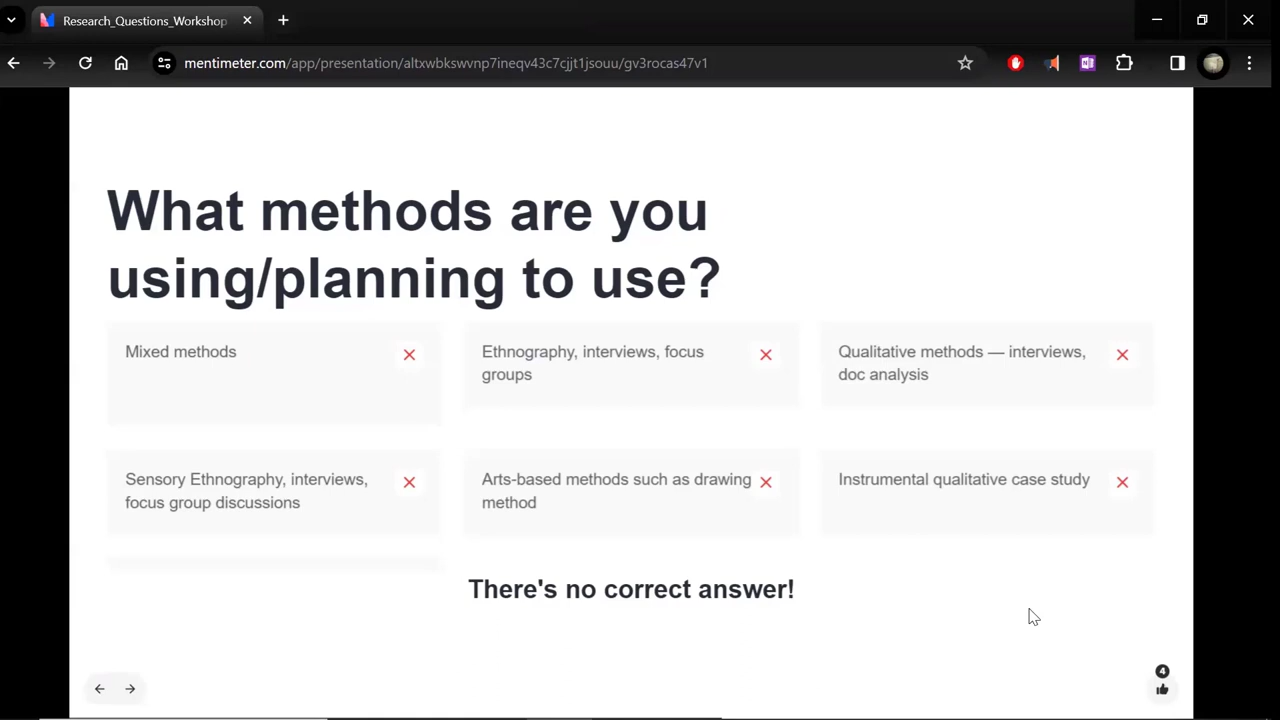 Research_Questions_Workshop
mentimeter.com/app/presentation/altxwbkswvnp7ineqv43c7cjjt1jsouu/gv3rocas47v1
What methods are you
using/planning to use?
Mixed methods
Ethnography, interviews, focus
groups
Qualitative methods — interviews,
doc analysis
Sensory Ethnography, interviews,
focus group discussions
Arts-based methods such as drawing
method
Instrumental qualitative case study
There's no correct answer!
4